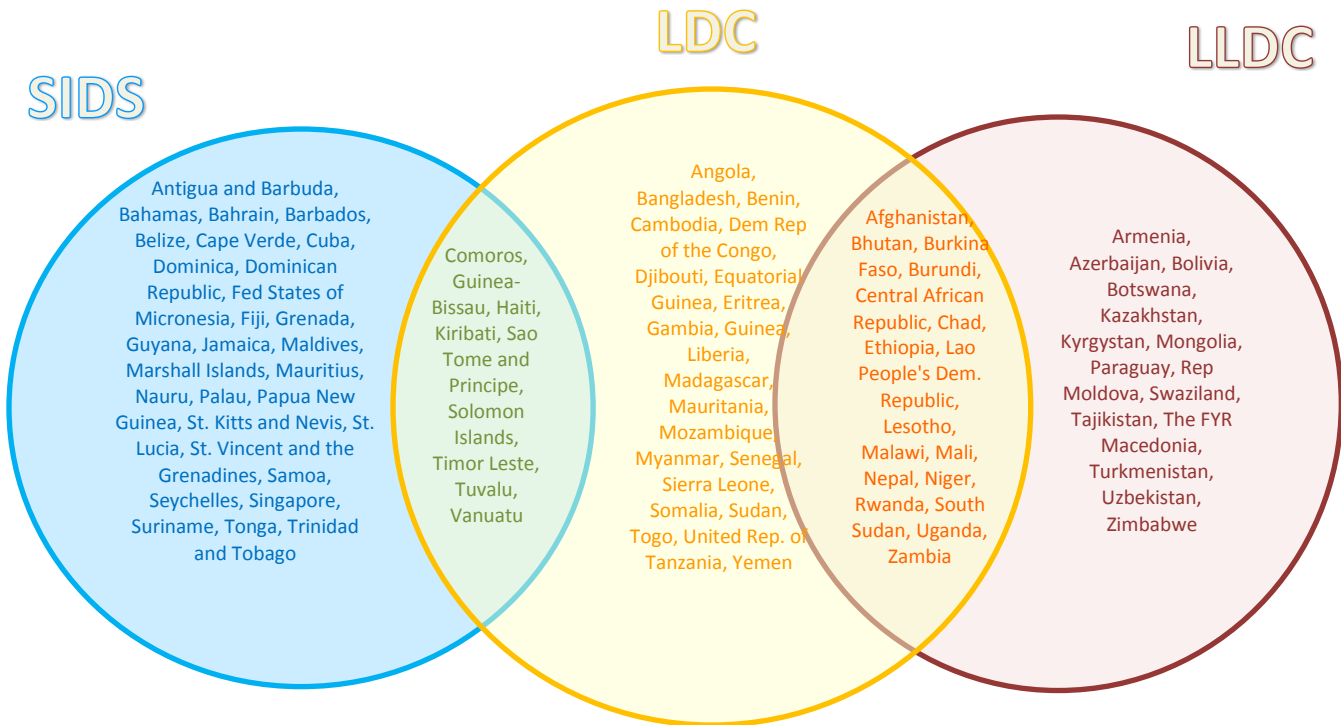 LDC
LLDC
SIDS
Antigua and Barbuda,
Bahamas, Bahrain, Barbados,
Belize, Cape Verde, Cuba,
Dominica, Dominican
Republic, Fed States of
Micronesia, Fiji, Grenada,
Guyana, Jamaica, Maldives,
Marshall Islands, Mauritius,
Nauru, Palau, Papua New
Guinea, St. Kitts and Nevis, St.
Lucia, St. Vincent and the
Grenadines, Samoa,
Seychelles, Singapore,
Suriname, Tonga, Trinidad
and Tobago
Comoros,
Guinea-
Bissau, Haiti,
Kiribati, Sao
Tome and
Principe,
Solomon
Islands,
Timor Leste,
Tuvalu,
Vanuatu
Angola,
Bangladesh, Benin,
Cambodia, Dem Rep
of the Congo,
Djibouti, Equatorial
Guinea, Eritrea,
Gambia, Guinea,
Liberia,
Madagascar,
Mauritania,
Mozambique,
Myanmar, Senegal,
Sierra Leone,
Somalia, Sudan,
Togo, United Rep. of
Tanzania, Yemen
Afghanistan,
Bhutan, Burkina
Faso, Burundi,
Central African
Republic, Chad,
Ethiopia, Lao
People's Dem.
Republic,
Lesotho,
Malawi, Mali,
Nepal, Niger,
Rwanda, South
Sudan, Uganda,
Zambia
Armenia,
Azerbaijan, Bolivia,
Botswana,
Kazakhstan,
Kyrgystan, Mongolia,
Paraguay, Rep
Moldova, Swaziland,
Tajikistan, The FYR
Macedonia,
Turkmenistan,
Uzbekistan,
Zimbabwe